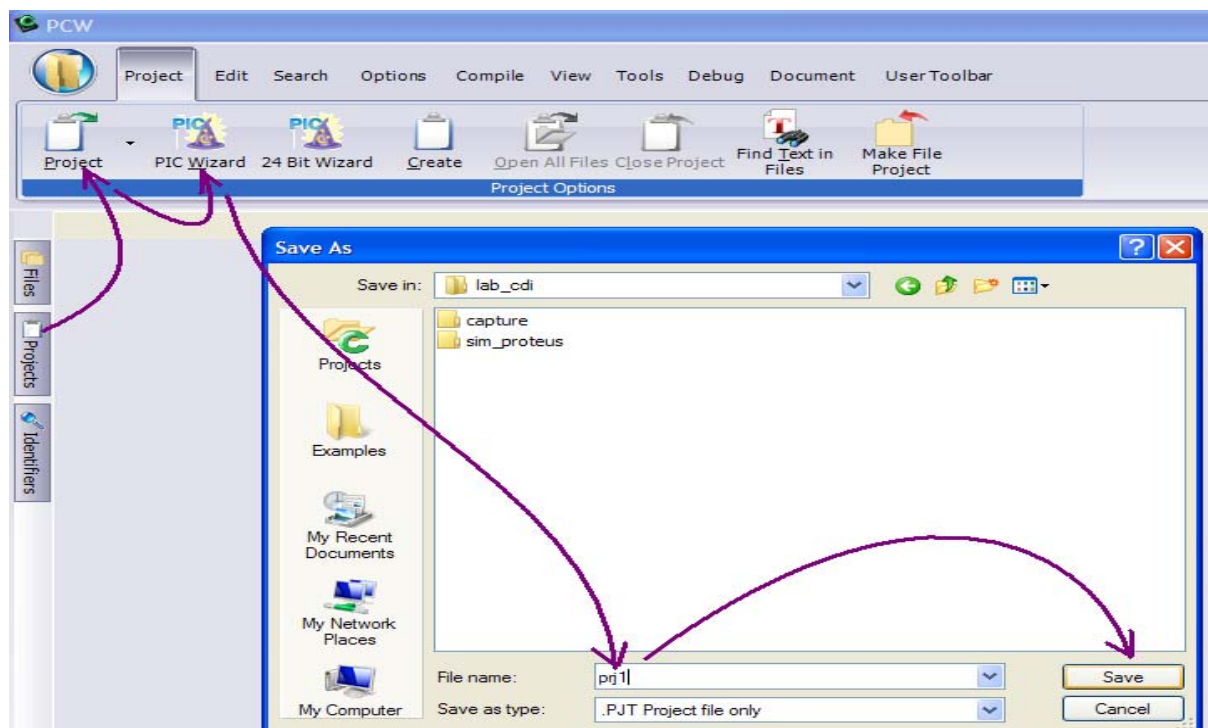 PCW
Project Edit Search Options Compile View Tools Debug Document User Toolbar
Project PIC Wizard 24 Bit Wizard Create Open All Files Close Project Find Text in Files Make File Project
Project Options
Files
Projects
Identifiers
Save As
Save in: lab_cdi
capture
sim_proteus
Projects
Examples
My Recent
Documents
My Network
Places
My Computer
File name: prj1
Save
Save as type: .PJT Project file only
Cancel